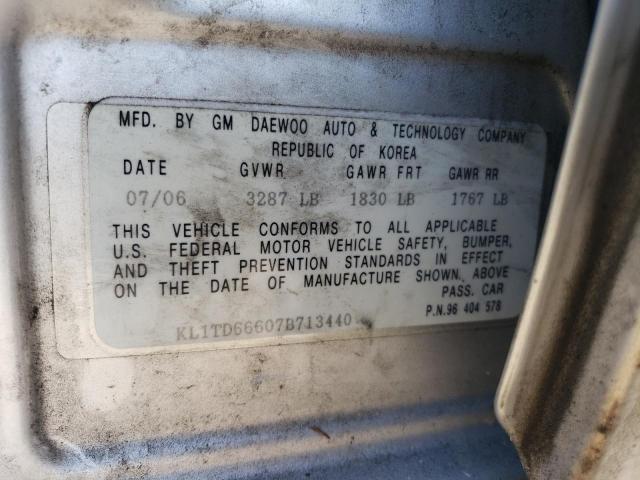 MFD. BY GM DAEWOO AUTO & TECHNOLOGY COMPANY
REPUBLIC OF KOREA
DATE GVWR GAWR FRT GAWR RR
07/06 3287 LB 1830 LB 1767 LB
THIS VEHICLE CONFORMS TO ALL APPLICABLE
U.S. FEDERAL MOTOR VEHICLE SAFETY, BUMPER,
AND THEFT PREVENTION STANDARDS IN EFFECT
ON THE DATE OF MANUFACTURE SHOWN ABOVE
PASS. CAR
P.N.96 404 578
KL1TD66607B713440